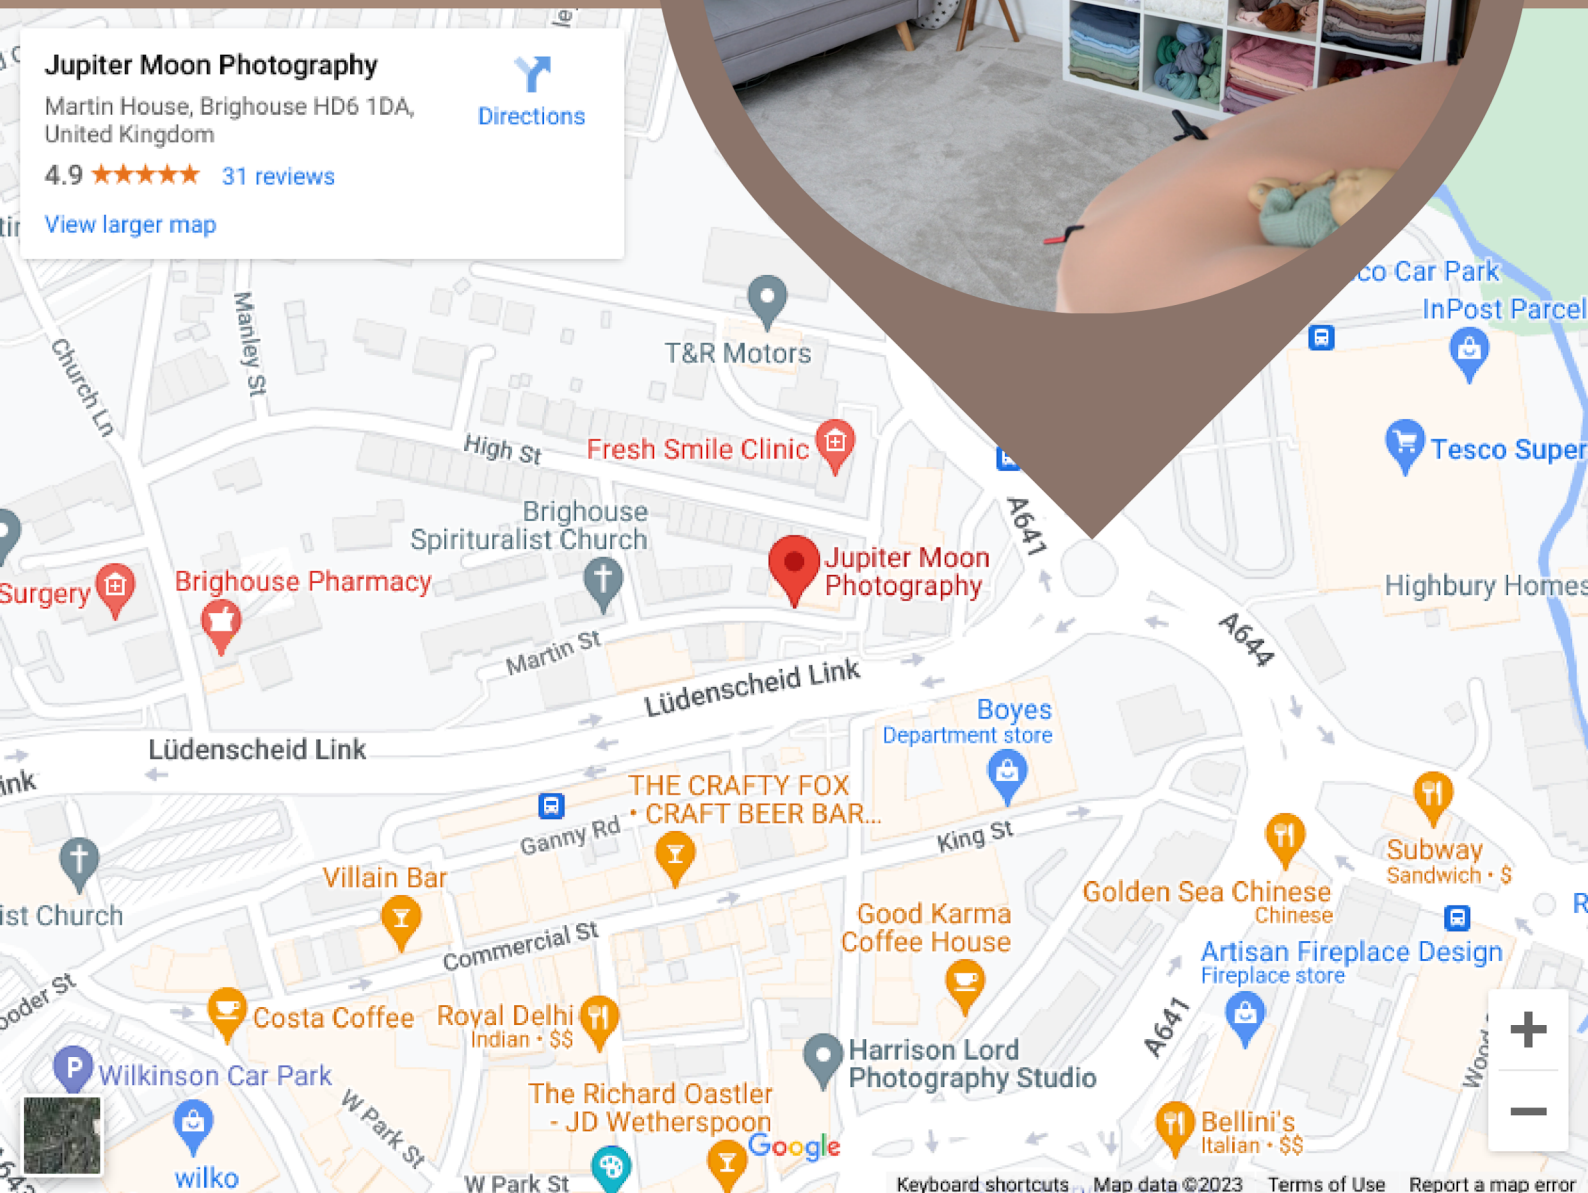 Jupiter Moon Photography
Martin House, Brighouse HD6 1DA,
United Kingdom
4.9
31 reviews
View larger map
Directions
Church Ln
Manley St
T&R Motors
Car Park
InPost Parcel
High St
Fresh Smile Clinic
Tesco Super
Brighouse
Spirituralist Church
A641
Jupiter Moon
Photography
Surgery
Brighouse Pharmacy
Highbury Homes
Martin St
A644
Lüdenscheid Link
Lüdenscheid Link
Boyes
Department store
THE CRAFTY FOX
• CRAFT BEER BAR...
Ganny Rd
King St
Villain Bar
Subway
Sandwich • $
Golden Sea Chinese
Chinese
ist Church
Good Karma
Coffee House
Commercial St
Artisan Fireplace Design
Fireplace store
Costa Coffee
Royal Delhi
Indian • $$
A641
Harrison Lord
Photography Studio
P
Wilkinson Car Park
The Richard Oastler
- JD Wetherspoon
W Park St
Bellini's
Italian • $$
wilko
Google
W Park St
Keyboard shortcuts
Map data ©2023
Terms of Use
Report a map error